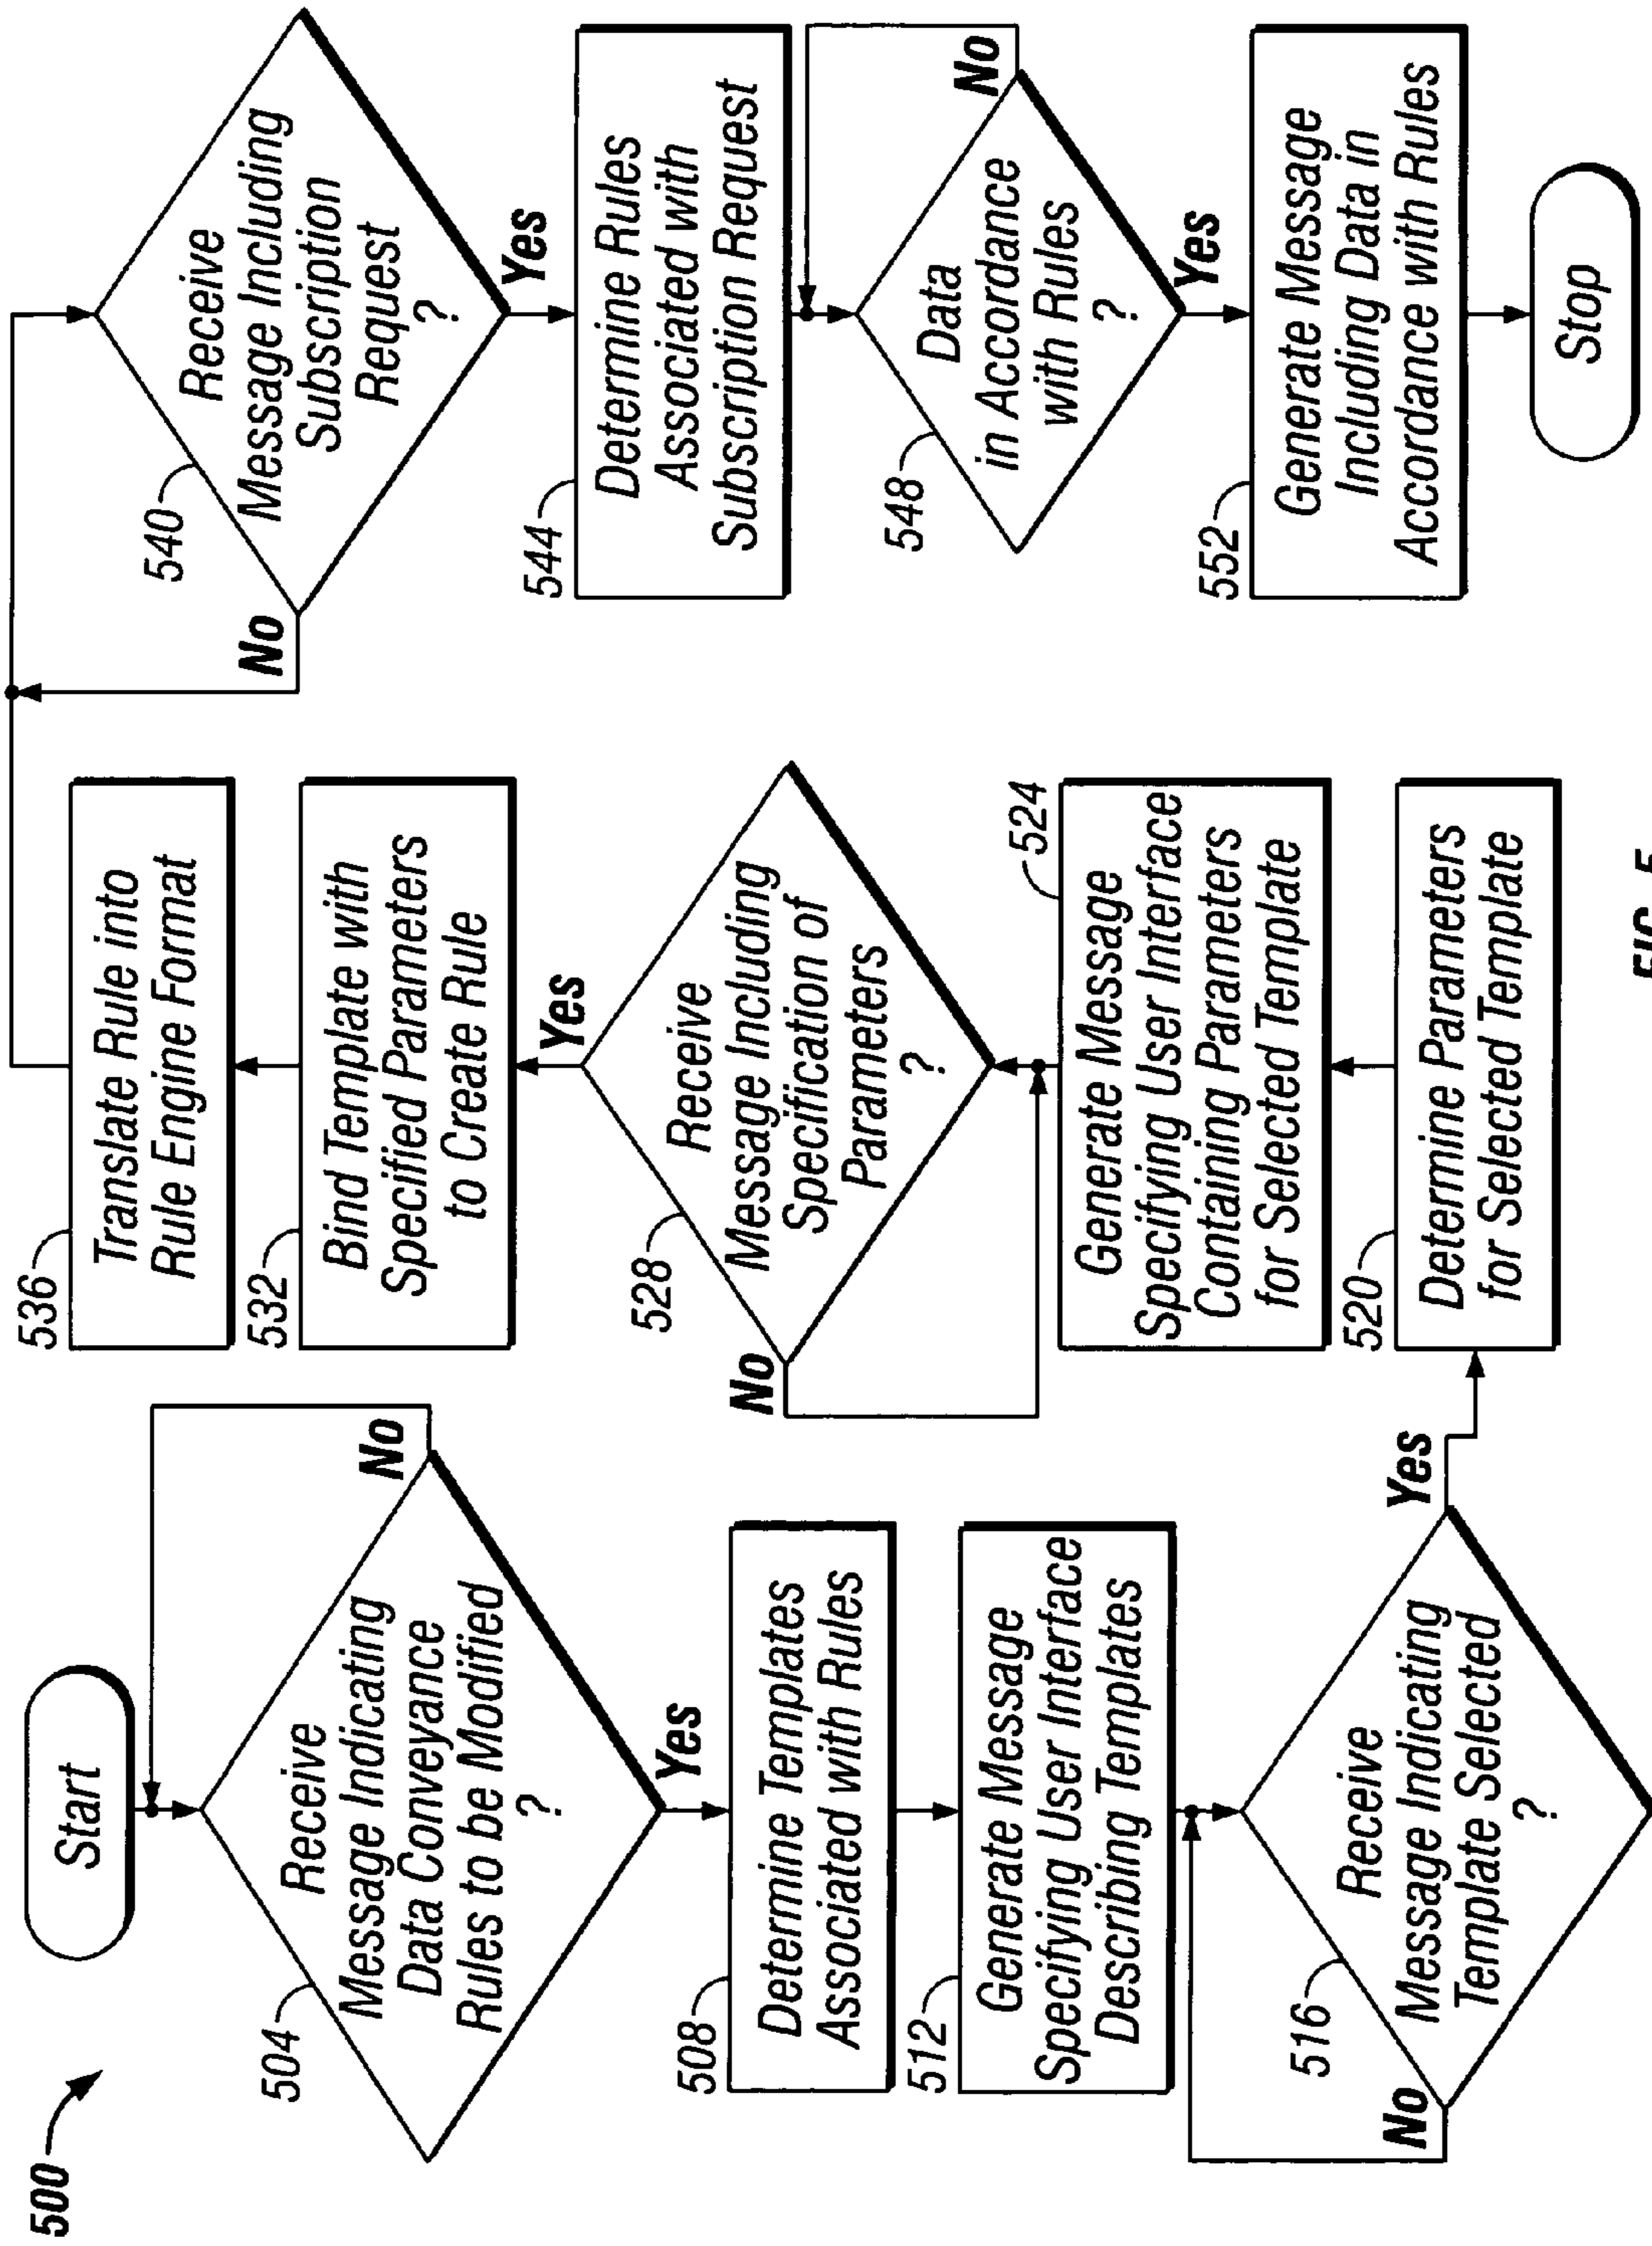 500
Start
504
Receive
Message Indicating
Data Conveyance
Rules to be Modified
?
No
Yes
508
Determine Templates
Associated with Rules
512
Generate Message
Specifying User Interface
Describing Templates
516
Receive
Message Indicating
Template Selected
?
No
Yes
520
Determine Parameters
for Selected Template
524
Generate Message
Specifying User Interface
Containing Parameters
for Selected Template
528
Receive
Message Including
Specification of
Parameters
?
No
Yes
532
Bind Template with
Specified Parameters
to Create Rule
536
Translate Rule into
Rule Engine Format
540
Receive
Message Including
Subscription
Request
?
No
Yes
544
Determine Rules
Associated with
Subscription Request
548
Data
in Accordance
with Rules
?
No
Yes
552
Generate Message
Including Data in
Accordance with Rules
Stop
FIG. 5